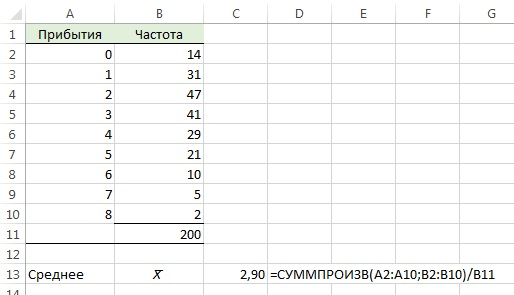 A B C D E F G
1 Прибытия Частота
2 0 14
3 1 31
4 2 47
5 3 41
6 4 29
7 5 21
8 6 10
9 7 5
10 8 2
11 200
12
13 Среднее X̅ 2,90 =СУММПРОИЗВ(A2:A10;B2:B10)/B11
14